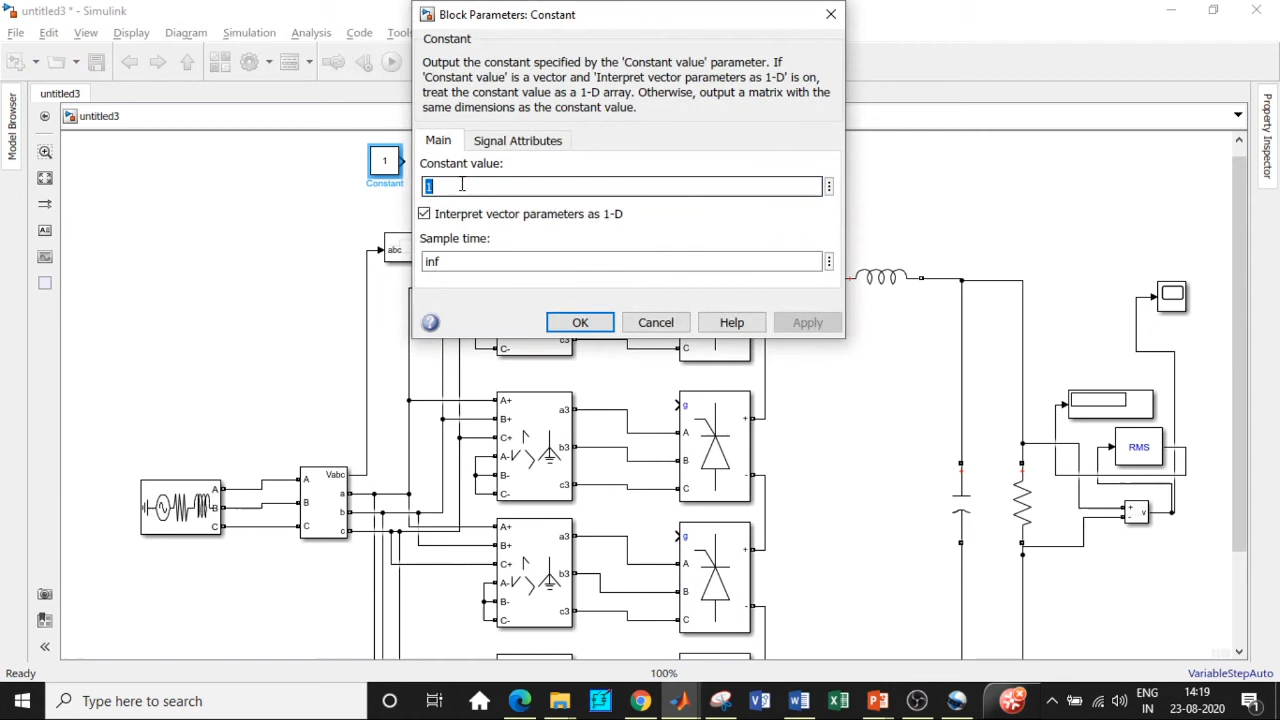 untitled3 * - Simulink
File Edit View Display Diagram Simulation Analysis Code Tools
untitled3
untitled3
Model Browser
Property Inspector
Block Parameters: Constant
Constant
Output the constant specified by the 'Constant value' parameter. If
'Constant value' is a vector and 'Interpret vector parameters as 1-D' is on,
treat the constant value as a 1-D array. Otherwise, output a matrix with the
same dimensions as the constant value.
Main Signal Attributes
Constant value:
1
Interpret vector parameters as 1-D
Sample time:
inf
OK Cancel Help Apply
1
Constant
abc
C- c3 C
A+ a3 g
B+ +
C+ A
A- b3 B
B- -
C- c3 C
A+ a3 g
B+ +
C+ A
A- b3 B
B- -
C- c3 C
A
B
C
A
B
C
Vabc
a
b
c
RMS
+
-
v
Ready 100% VariableStepAuto
Type here to search
ENG
IN
14:19
23-08-2020
1